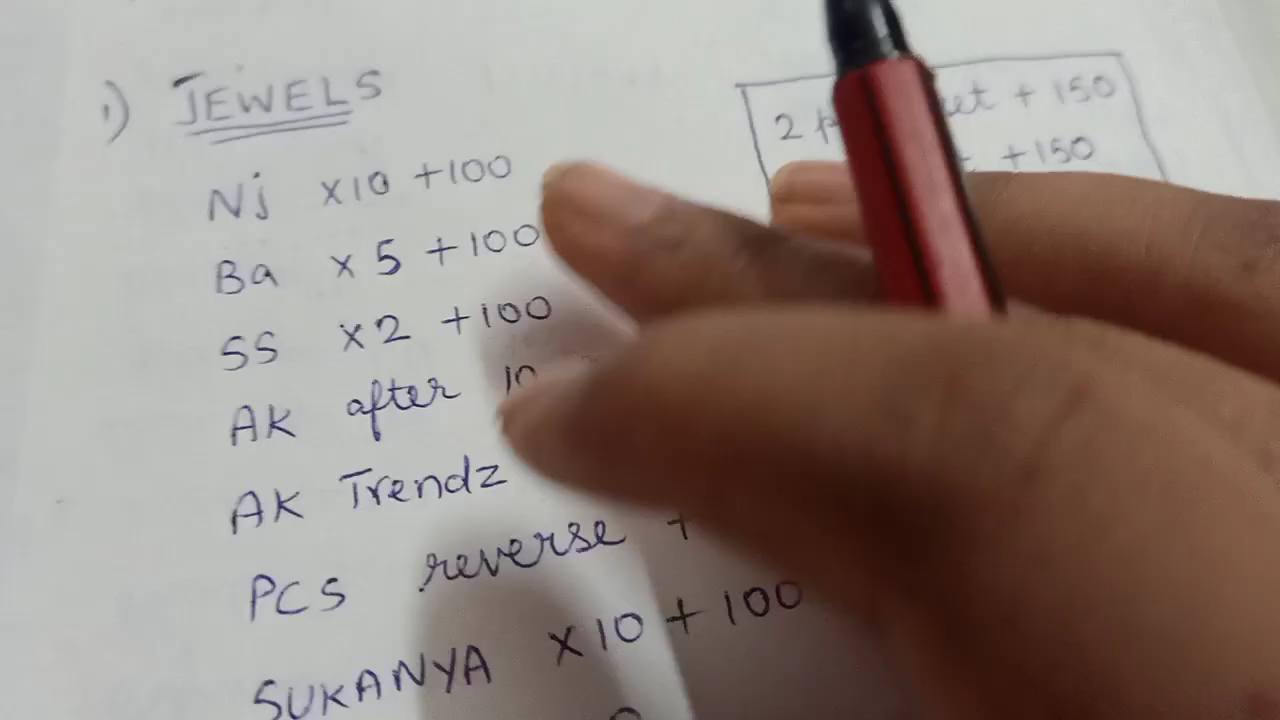 1) JEWELS
Nj x10 +100
Ba x 5 +100
SS x2 +100
AK after
AK Trendz
PCS reverse +
SUKANYA x10 + 100
2 + 150
+150